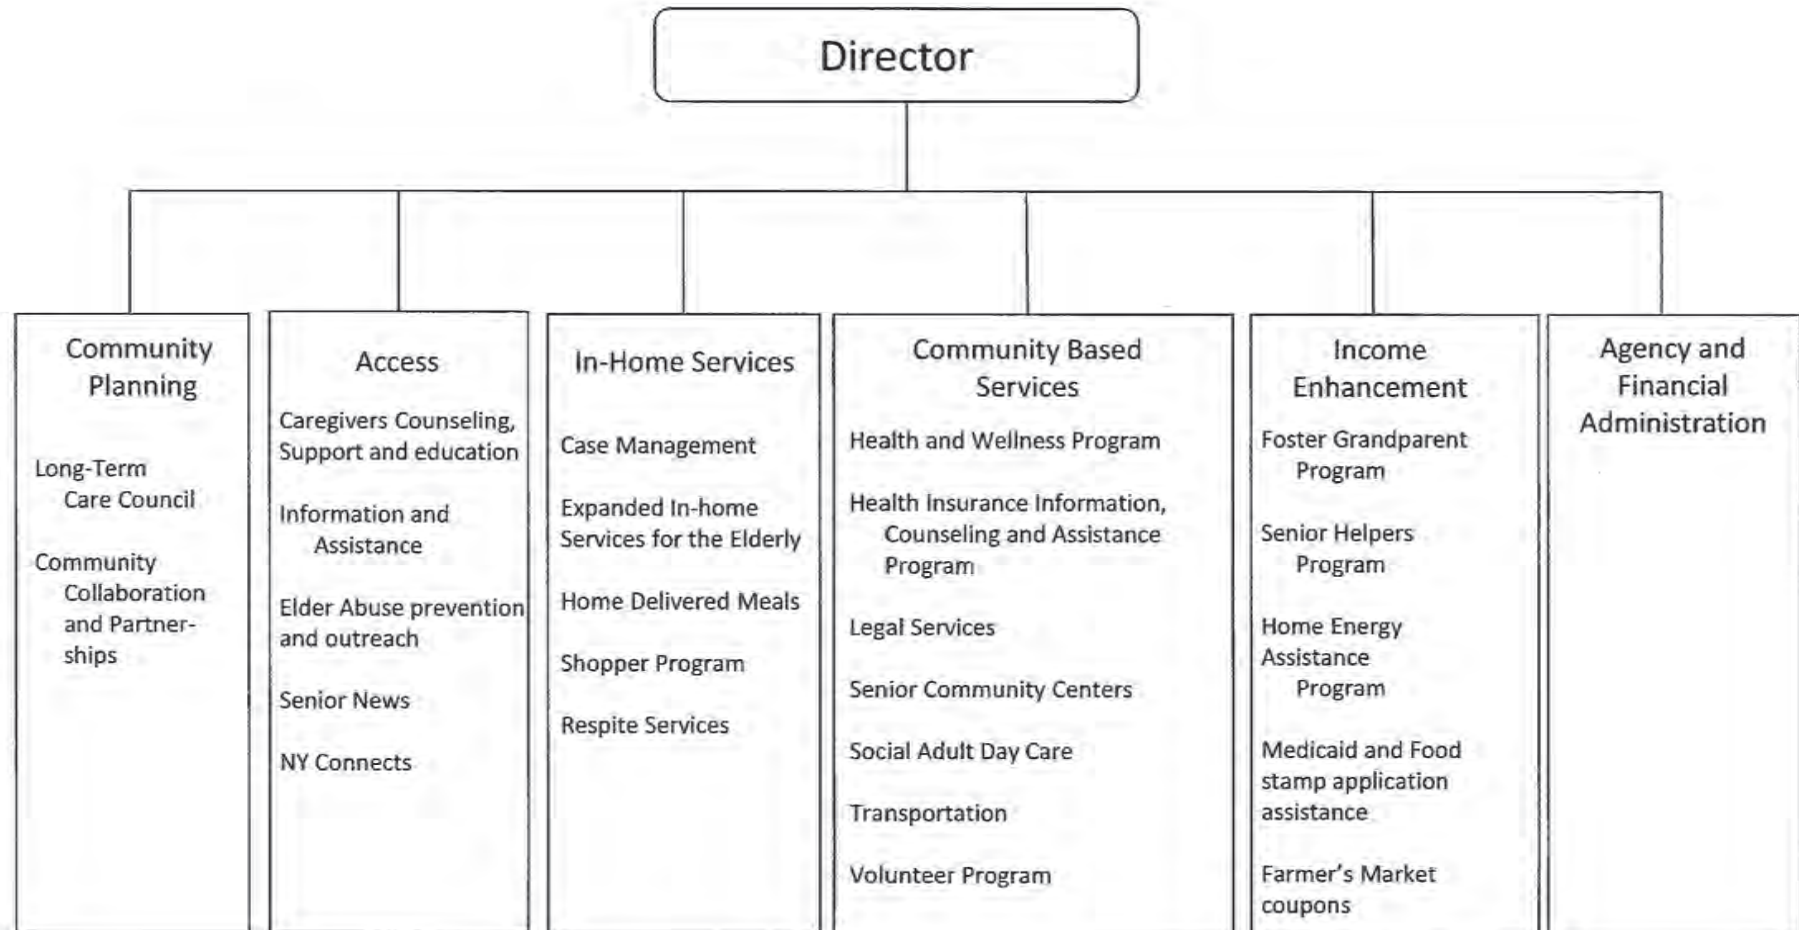 Director
Community
Planning
Long-Term
Care Council
Community
Collaboration
and Partner-
ships
Access
Caregivers Counseling,
Support and education
Information and
Assistance
Elder Abuse prevention
and outreach
Senior News
NY Connects
In-Home Services
Case Management
Expanded In-home
Services for the Elderly
Home Delivered Meals
Shopper Program
Respite Services
Community Based
Services
Health and Wellness Program
Health Insurance Information,
Counseling and Assistance
Program
Legal Services
Senior Community Centers
Social Adult Day Care
Transportation
Volunteer Program
Income
Enhancement
Foster Grandparent
Program
Senior Helpers
Program
Home Energy
Assistance
Program
Medicaid and Food
stamp application
assistance
Farmer's Market
coupons
Agency and
Financial
Administration